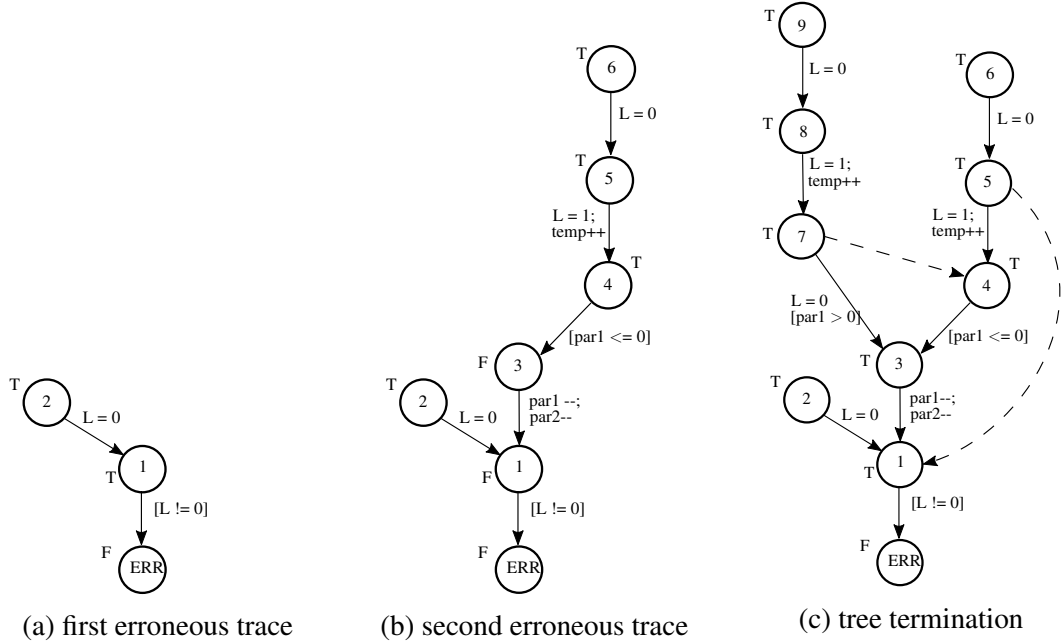 T
2
L = 0
1
T
[L != 0]
F
ERR
(a) first erroneous trace
T
6
L = 0
T
5
L = 1;
temp++
T
4
[par1 <= 0]
F
3
T
2
L = 0
par1 --;
par2--
F
1
[L != 0]
F
ERR
(b) second erroneous trace
T
9
L = 0
T
8
L = 1;
temp++
T
7
T
6
L = 0
T
5
L = 1;
temp++
T
4
L = 0
[par1 > 0]
[par1 <= 0]
T
3
T
2
L = 0
par1--;
par2--
T
1
[L != 0]
F
ERR
(c) tree termination